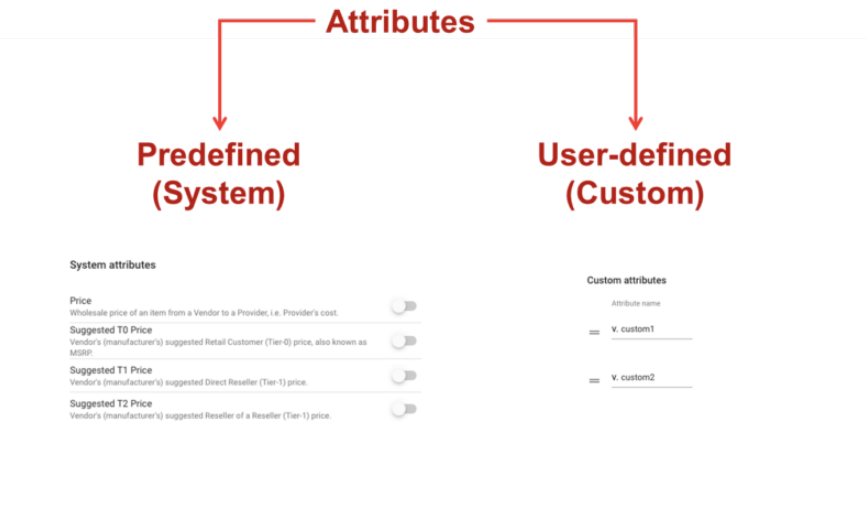 Attributes
Predefined
(System)
User-defined
(Custom)
System attributes
Price
Wholesale price of an item from a Vendor to a Provider, i.e. Provider's cost.
Suggested T0 Price
Vendor's (manufacturer's) suggested Retail Customer (Tier-0) price, also known as
MSRP.
Suggested T1 Price
Vendor's (manufacturer's) suggested Direct Reseller (Tier-1) price.
Suggested T2 Price
Vendor's (manufacturer's) suggested Reseller of a Reseller (Tier-1) price.
Custom attributes
Attribute name
v. custom1
v. custom2